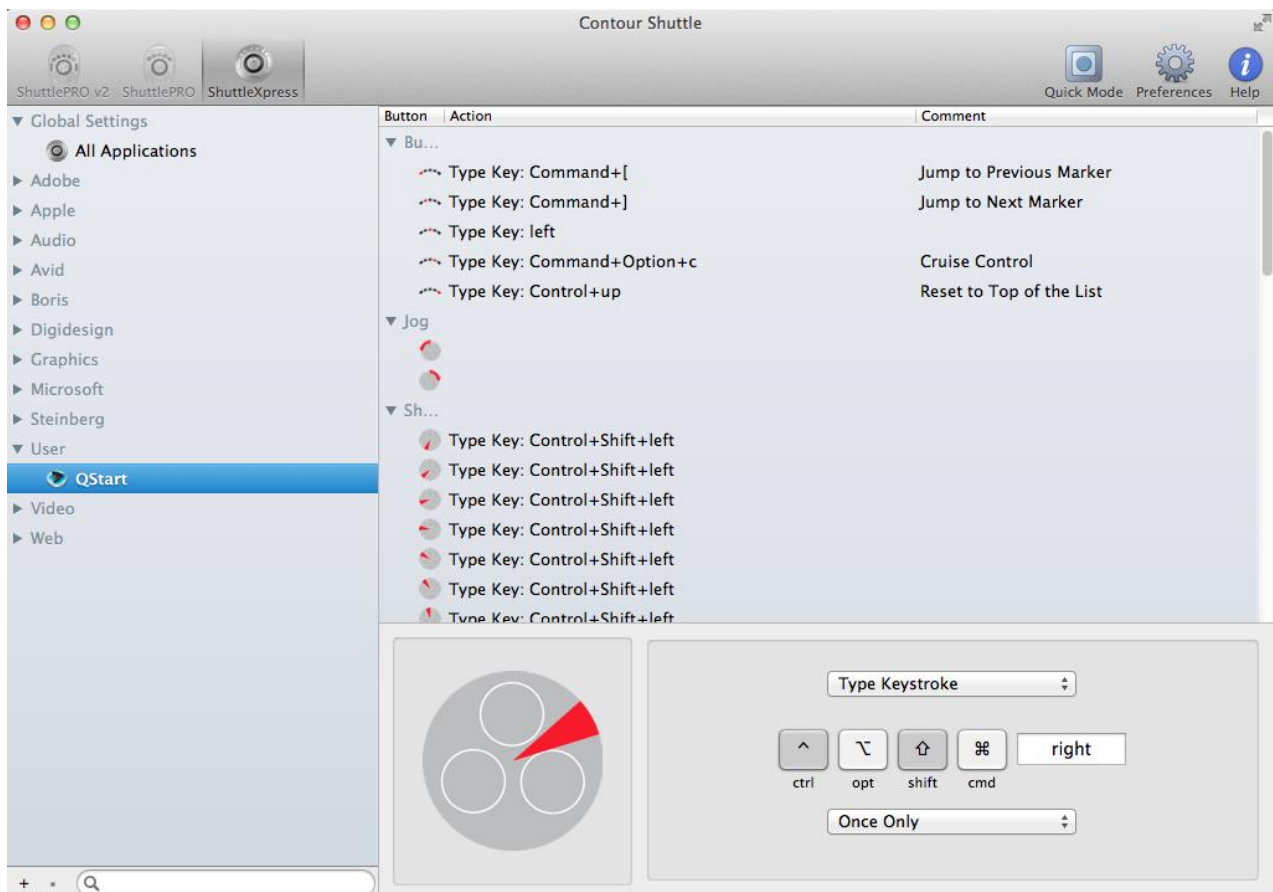 Contour Shuttle
ShuttlePRO v2 ShuttlePRO ShuttleXpress
Quick Mode Preferences Help
Global Settings
All Applications
Adobe
Apple
Audio
Avid
Boris
Digidesign
Graphics
Microsoft
Steinberg
User
QStart
Video
Web
Button Action Comment
Bu...
Type Key: Command+[ Jump to Previous Marker
Type Key: Command+] Jump to Next Marker
Type Key: left
Type Key: Command+Option+c Cruise Control
Type Key: Control+up Reset to Top of the List
Jog
Sh...
Type Key: Control+Shift+left
Type Key: Control+Shift+left
Type Key: Control+Shift+left
Type Key: Control+Shift+left
Type Key: Control+Shift+left
Type Key: Control+Shift+left
Type Key: Control+Shift+left
Type Keystroke
right
ctrl opt shift cmd
Once Only